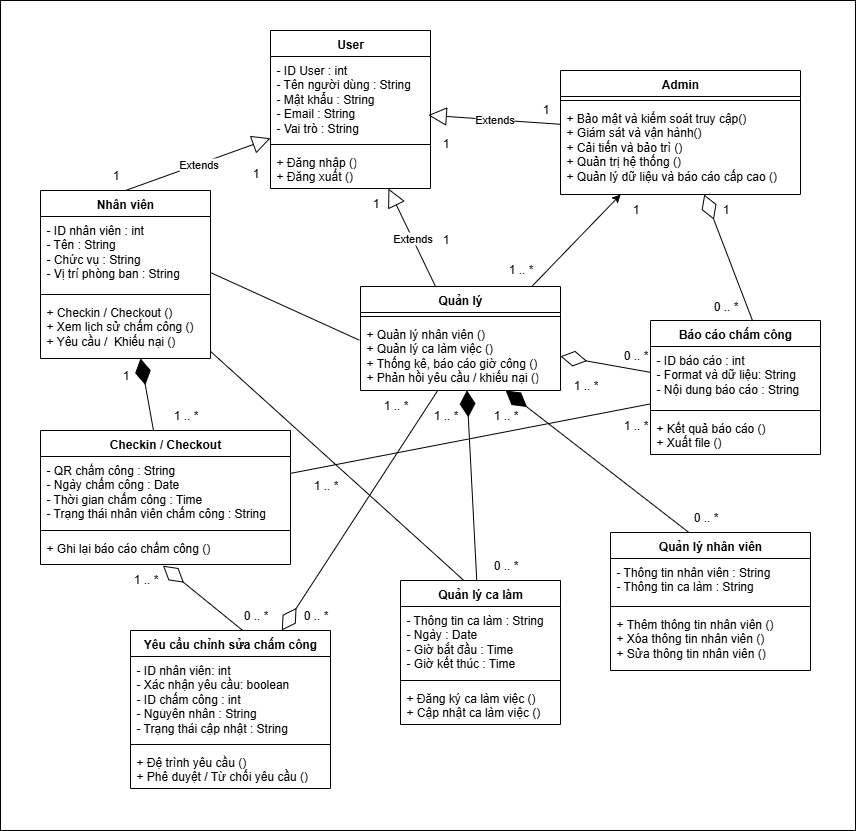 User
- ID User : int
- Tên người dùng : String
- Mật khẩu : String
- Email : String
- Vai trò : String
+ Đăng nhập ()
+ Đăng xuất ()
Admin
+ Bảo mật và kiểm soát truy cập()
+ Giám sát và vận hành()
+ Cải tiến và bảo trì ()
+ Quản trị hệ thống ()
+ Quản lý dữ liệu và báo cáo cấp cao ()
Extends
1
1
Extends
1
1
Extends
1
1
Nhân viên
- ID nhân viên : int
- Tên : String
- Chức vụ : String
- Vị trí phòng ban : String
+ Checkin / Checkout ()
+ Xem lịch sử chấm công ()
+ Yêu cầu / Khiếu nại ()
1 .. *
1
1
0 .. *
Quản lý
+ Quản lý nhân viên ()
+ Quản lý ca làm việc ()
+ Thống kê, báo cáo giờ công ()
+ Phản hồi yêu cầu / khiếu nại ()
Báo cáo chấm công
- ID báo cáo : int
- Format và dữ liệu: String
- Nội dung báo cáo : String
+ Kết quả báo cáo ()
+ Xuất file ()
0 .. *
1 .. *
1
1 .. *
1 .. *
1 .. *
1 .. *
1 .. *
Checkin / Checkout
- QR chấm công : String
- Ngày chấm công : Date
- Thời gian chấm công : Time
- Trạng thái nhân viên chấm công : String
+ Ghi lại báo cáo chấm công ()
1 .. *
0 .. *
Quản lý nhân viên
- Thông tin nhân viên : String
- Thông tin ca làm : String
+ Thêm thông tin nhân viên ()
+ Xóa thông tin nhân viên ()
+ Sửa thông tin nhân viên ()
1 .. *
0 .. *
0 .. *
0 .. *
Quản lý ca làm
- Thông tin ca làm : String
- Ngày : Date
- Giờ bắt đầu : Time
- Giờ kết thúc : Time
+ Đăng ký ca làm việc ()
+ Cập nhật ca làm việc ()
Yêu cầu chỉnh sửa chấm công
- ID nhân viên: int
- Xác nhận yêu cầu: boolean
- ID chấm công : int
- Nguyên nhân : String
- Trạng thái cập nhật : String
+ Đệ trình yêu cầu ()
+ Phê duyệt / Từ chối yêu cầu ()